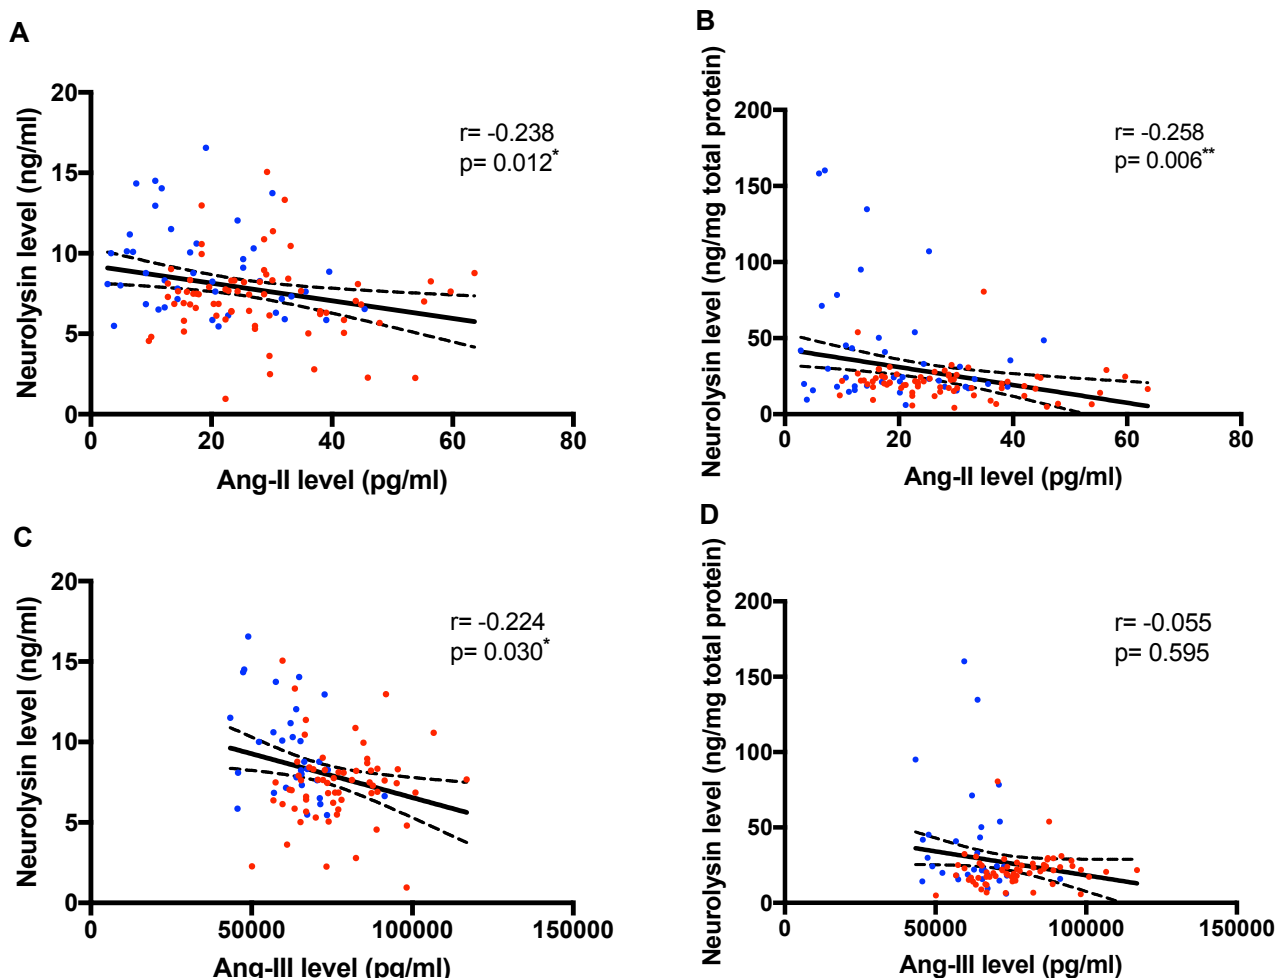 A
Neurolysin level (ng/ml)
20
15
10
5
0
r= -0.238
p= 0.012*
0 20 40 60 80
Ang-II level (pg/ml)
B
Neurolysin level (ng/mg total protein)
200
150
100
50
0
r= -0.258
p= 0.006**
0 20 40 60 80
Ang-II level (pg/ml)
C
Neurolysin level (ng/ml)
20
15
10
5
0
r= -0.224
p= 0.030*
0 50000 100000 150000
Ang-III level (pg/ml)
D
Neurolysin level (ng/mg total protein)
200
150
100
50
0
r= -0.055
p= 0.595
0 50000 100000 150000
Ang-III level (pg/ml)